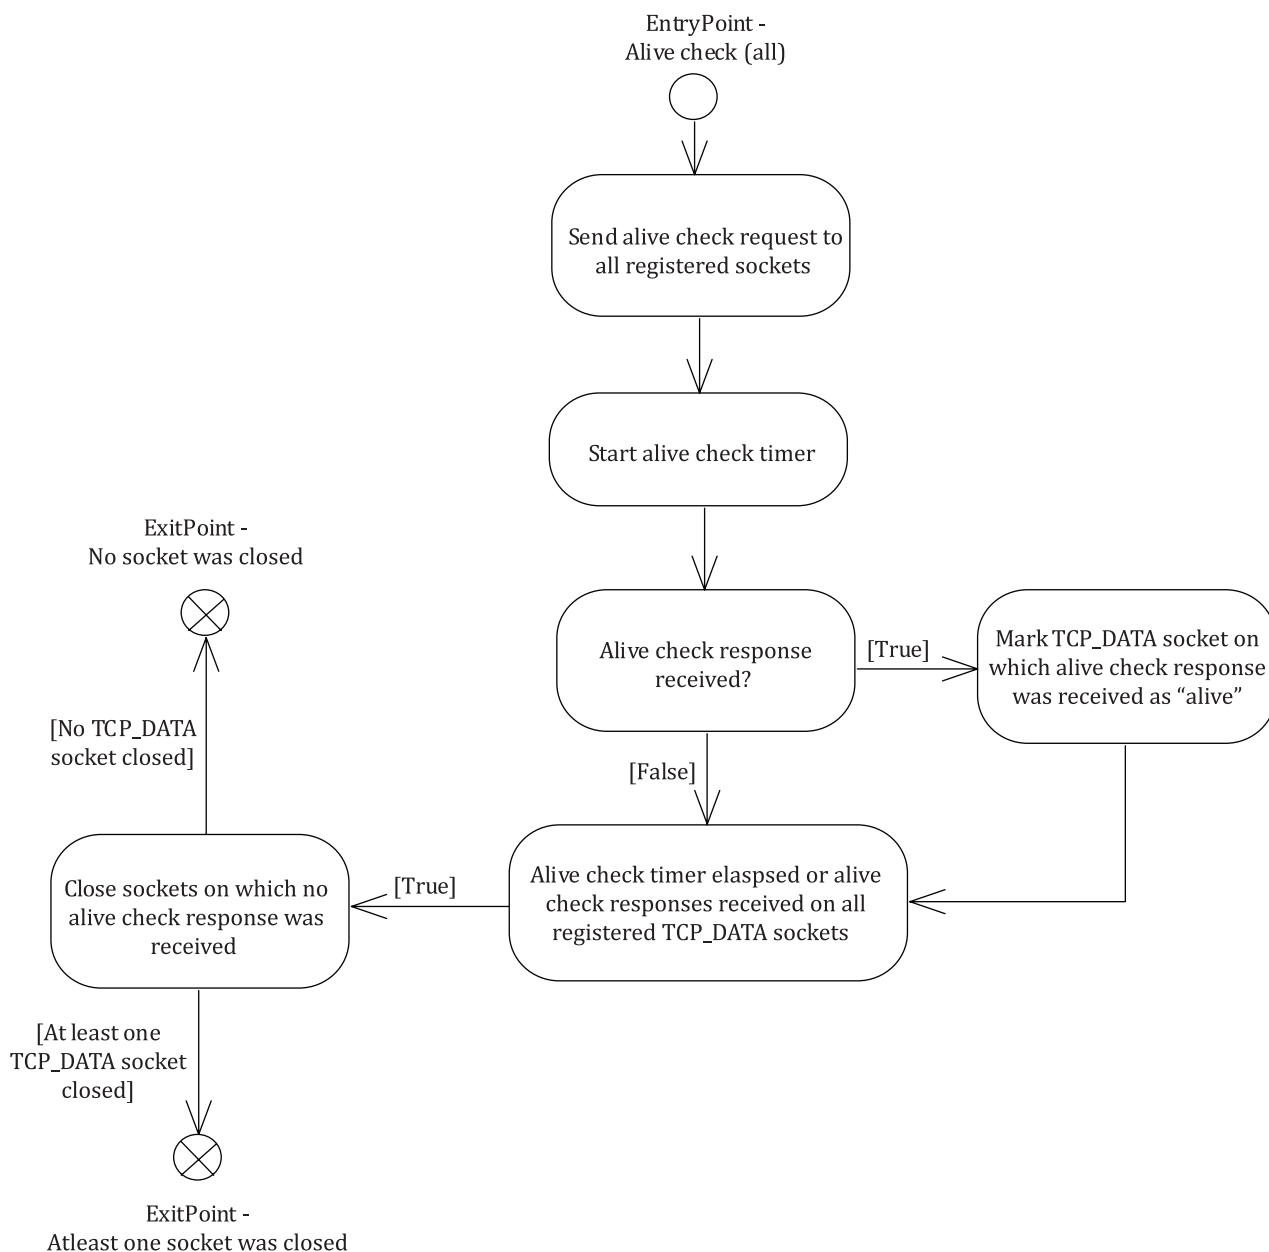 EntryPoint -
Alive check (all)
Send alive check request to
all registered sockets
Start alive check timer
ExitPoint -
No socket was closed
Alive check response
received?
[True]
Mark TCP_DATA socket on
which alive check response
was received as “alive”
[No TCP_DATA
socket closed]
[False]
Close sockets on which no
alive check response was
received
[True]
Alive check timer elaspsed or alive
check responses received on all
registered TCP_DATA sockets
[At least one
TCP_DATA socket
closed]
ExitPoint -
Atleast one socket was closed